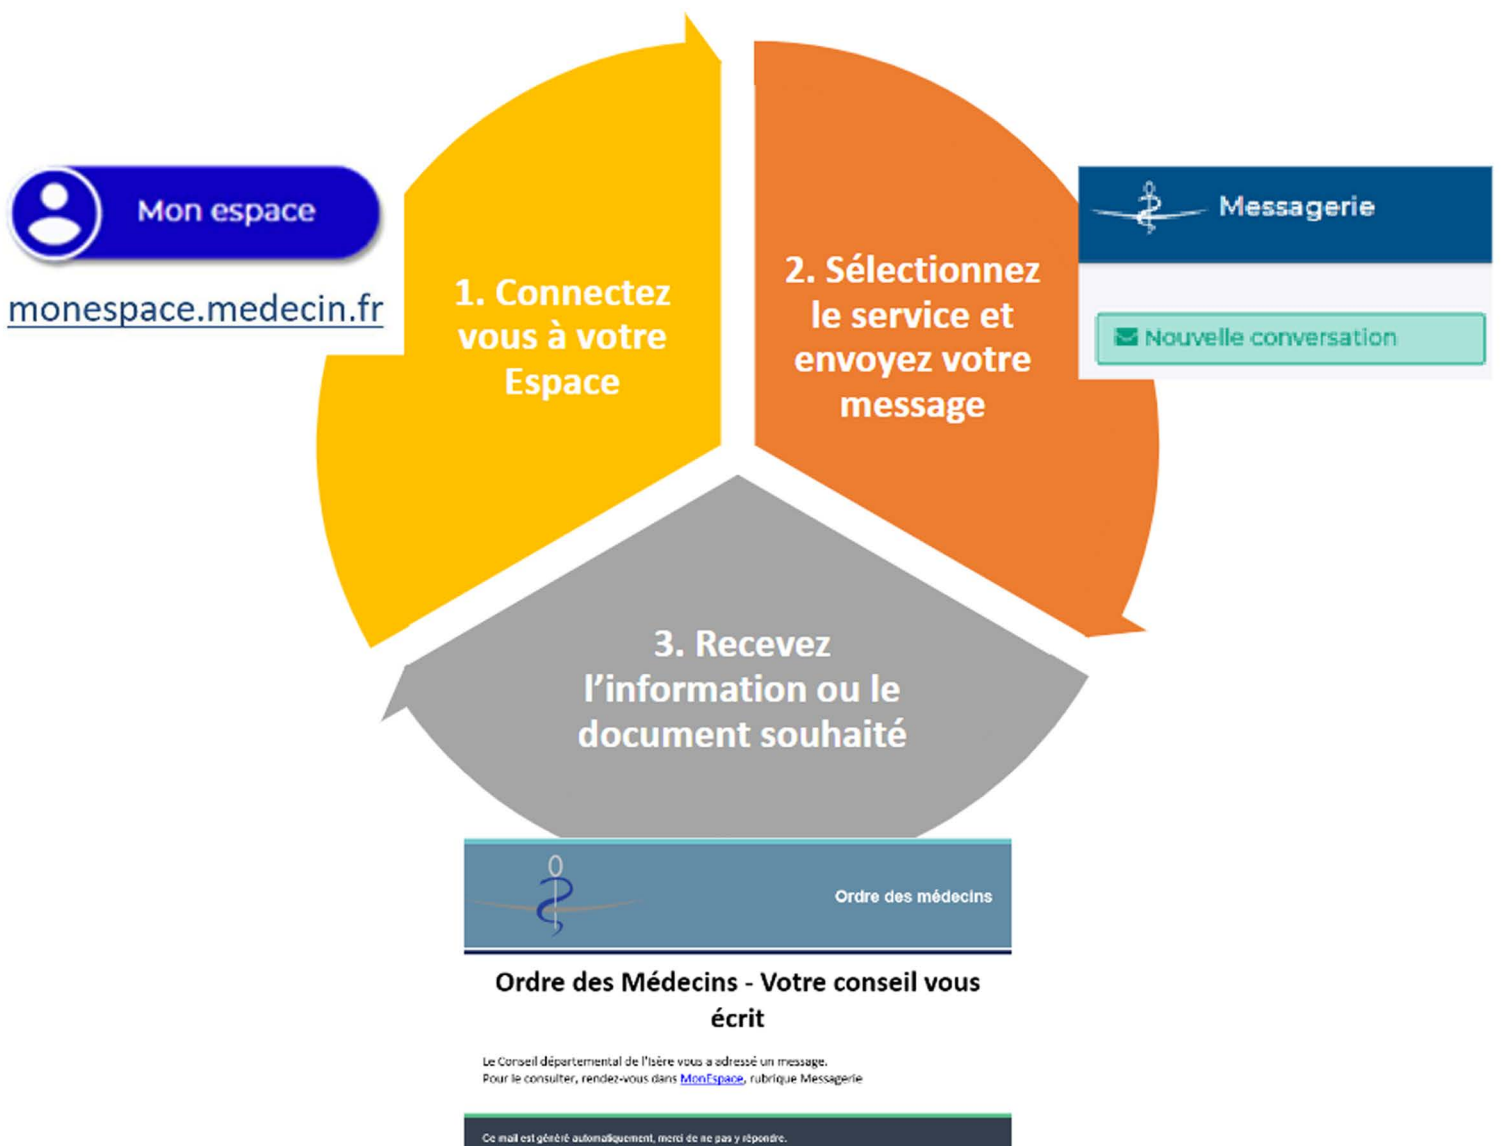 Mon espace
monespace.medecin.fr
1. Connectez
vous à votre
Espace
2. Sélectionnez
le service et
envoyez votre
message
Messagerie
Nouvelle conversation
3. Recevez
l’information ou le
document souhaité
Ordre des médecins
Ordre des Médecins - Votre conseil vous
écrit
Le Conseil départemental de l'Isère vous a adressé un message.
Pour le consulter, rendez-vous dans MonEspace, rubrique Messagerie
Ce mail est généré automatiquement, merci de ne pas y répondre.